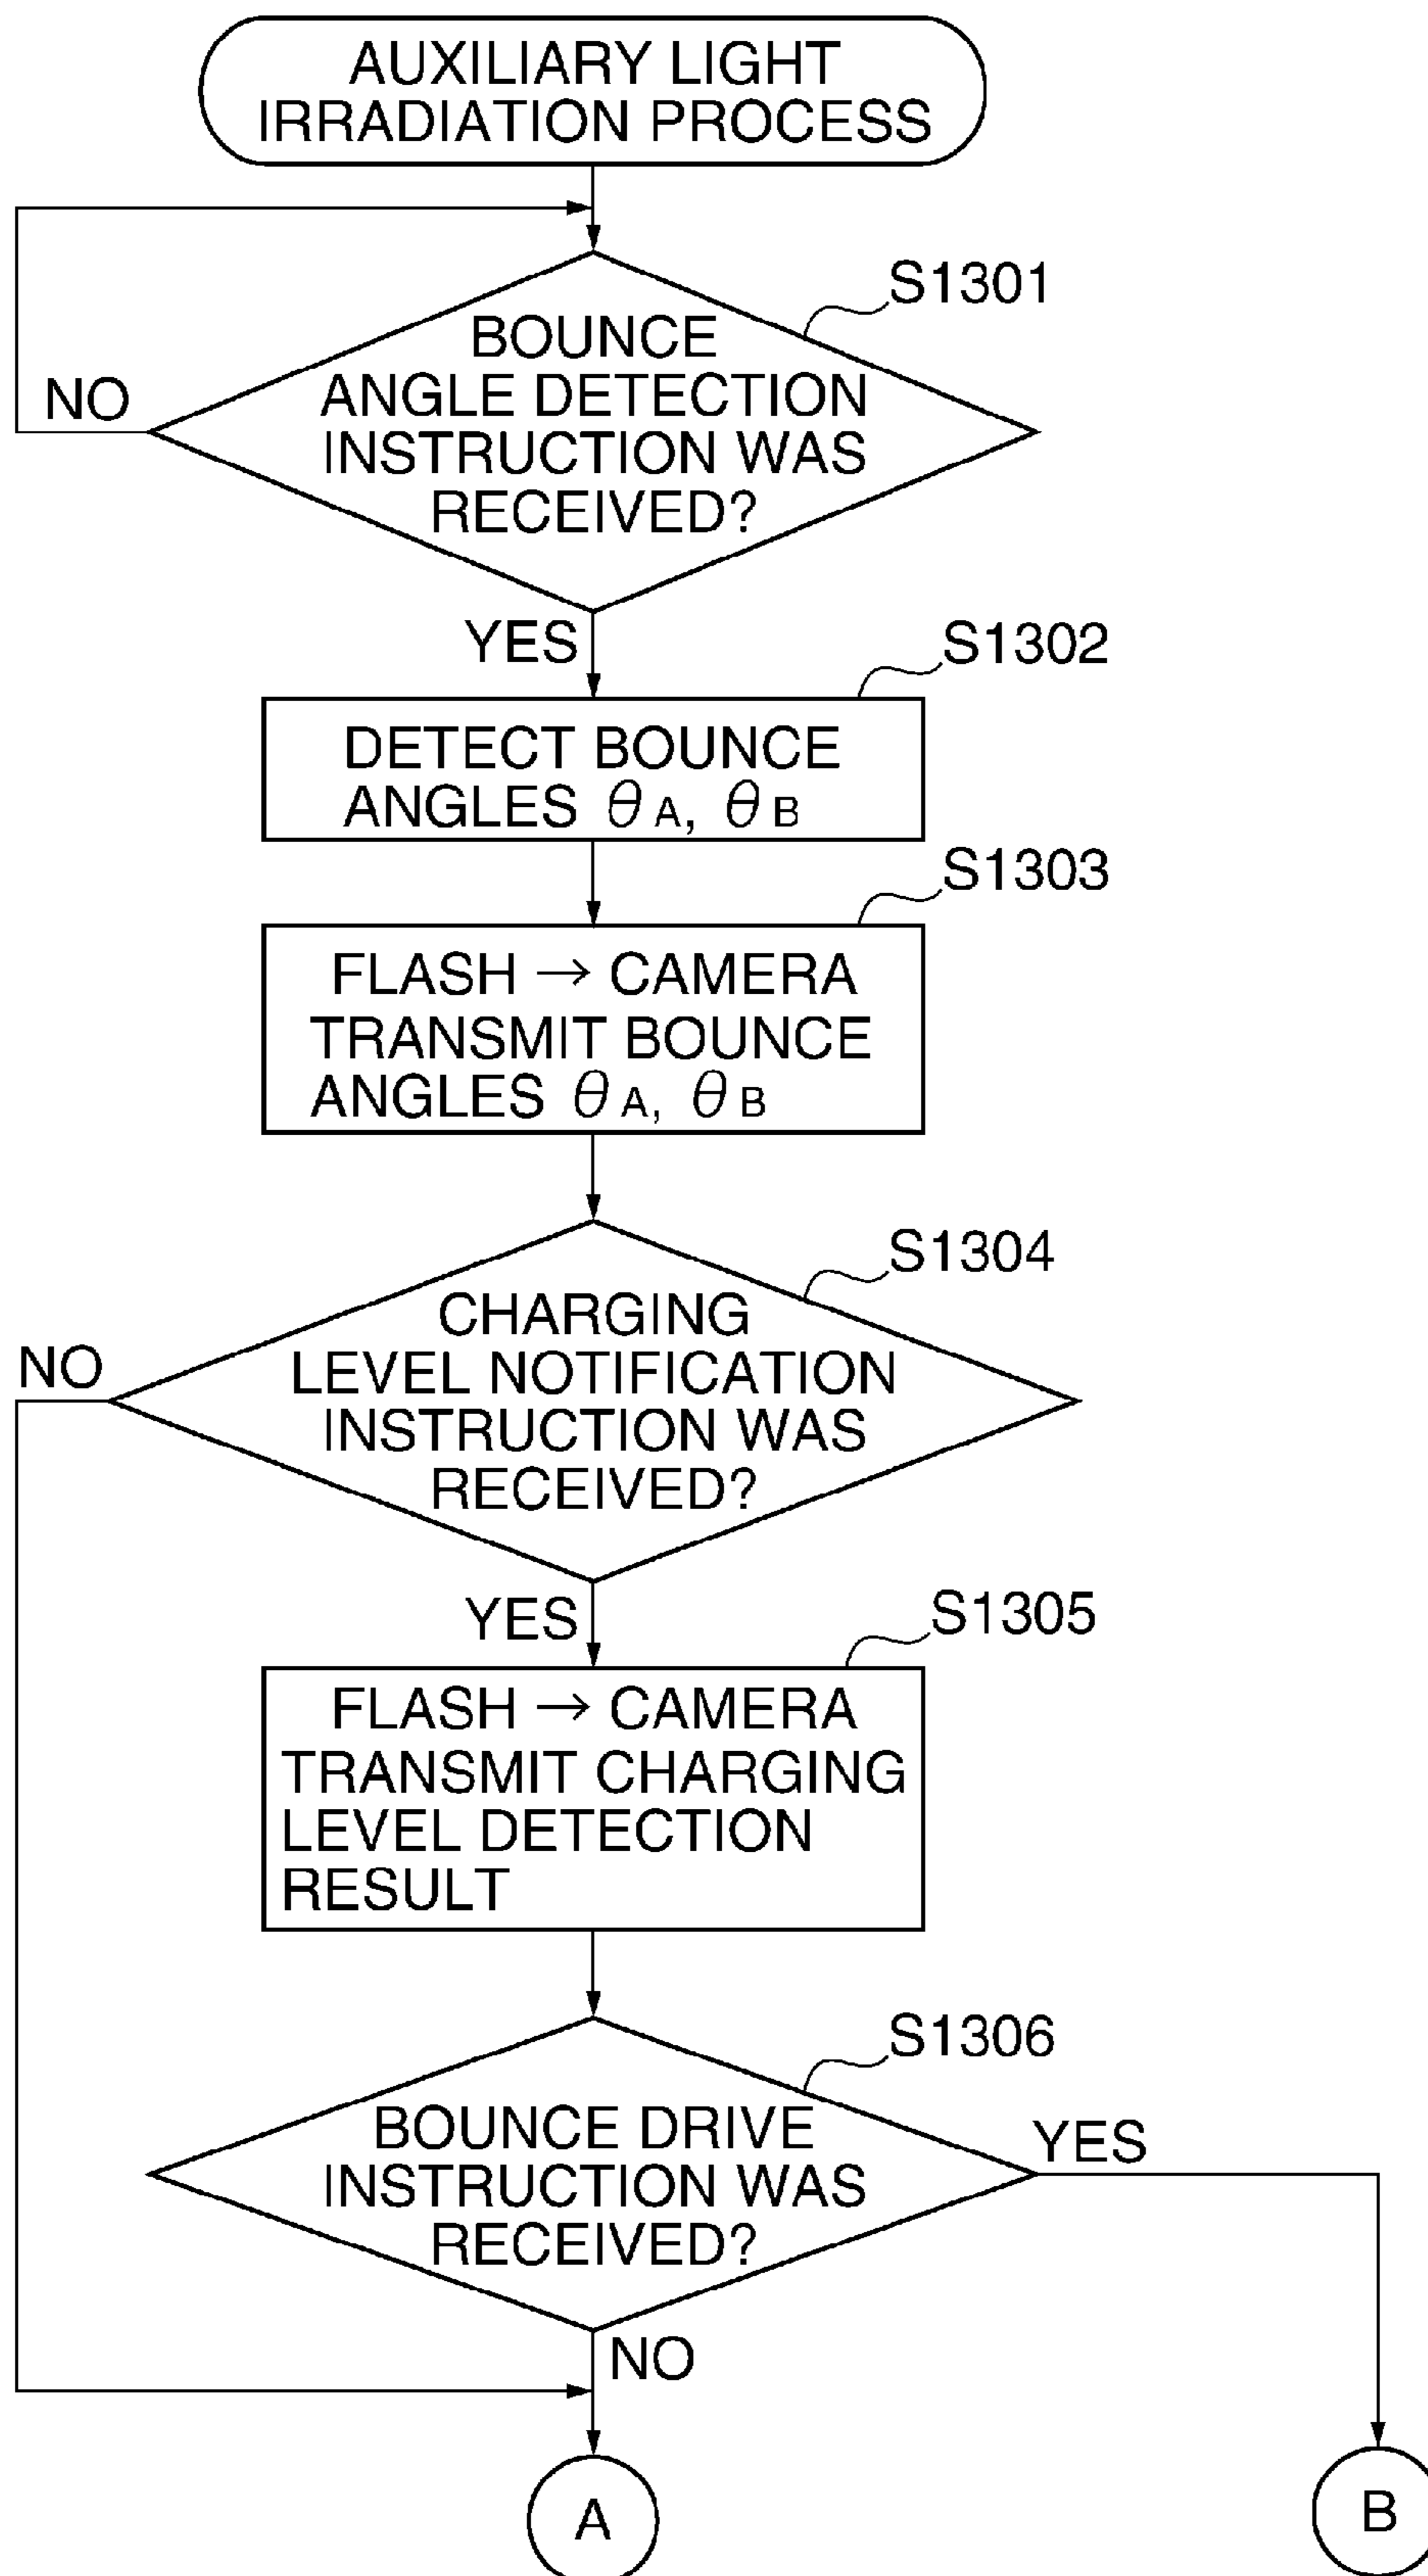 AUXILIARY LIGHT
IRRADIATION PROCESS
S1301
BOUNCE
ANGLE DETECTION
INSTRUCTION WAS
RECEIVED?
NO
YES
S1302
DETECT BOUNCE
ANGLES θA, θB
S1303
FLASH → CAMERA
TRANSMIT BOUNCE
ANGLES θA, θB
S1304
CHARGING
LEVEL NOTIFICATION
INSTRUCTION WAS
RECEIVED?
NO
YES
S1305
FLASH → CAMERA
TRANSMIT CHARGING
LEVEL DETECTION
RESULT
S1306
BOUNCE DRIVE
INSTRUCTION WAS
RECEIVED?
YES
NO
A
B